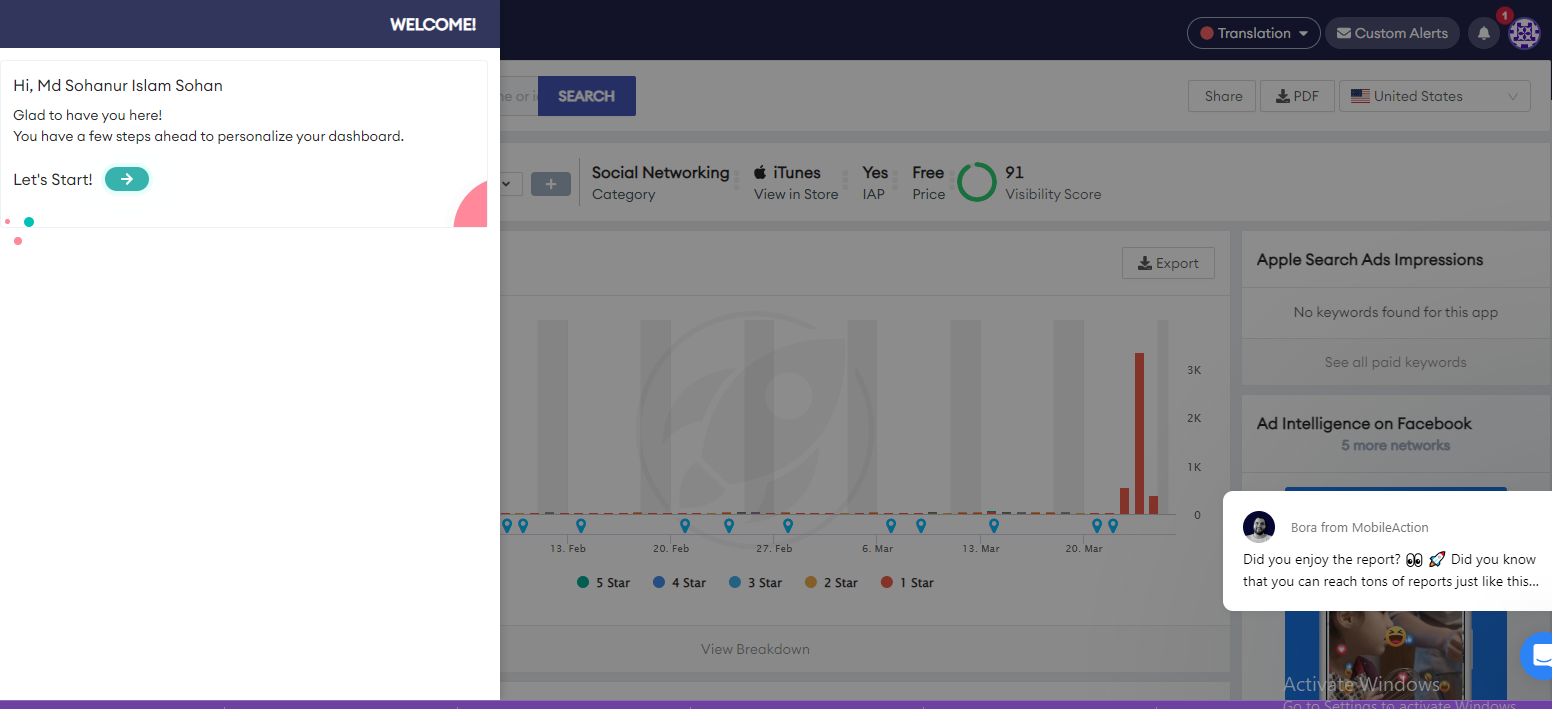 WELCOME!
Hi, Md Sohanur Islam Sohan
Glad to have you here!
You have a few steps ahead to personalize your dashboard.
Let's Start!
Translation
Custom Alerts
1
SEARCH
Share
PDF
United States
Social Networking
Category
iTunes
View in Store
Yes
IAP
Free
Price
91
Visibility Score
Export
3K
2K
1K
0
13. Feb
20. Feb
27. Feb
6. Mar
13. Mar
20. Mar
5 Star
4 Star
3 Star
2 Star
1 Star
View Breakdown
Apple Search Ads Impressions
No keywords found for this app
See all paid keywords
Ad Intelligence on Facebook
5 more networks
Bora from MobileAction
Did you enjoy the report? 👀 🚀 Did you know
that you can reach tons of reports just like this...
Activate Windows
Go to Settings to activate Windows.